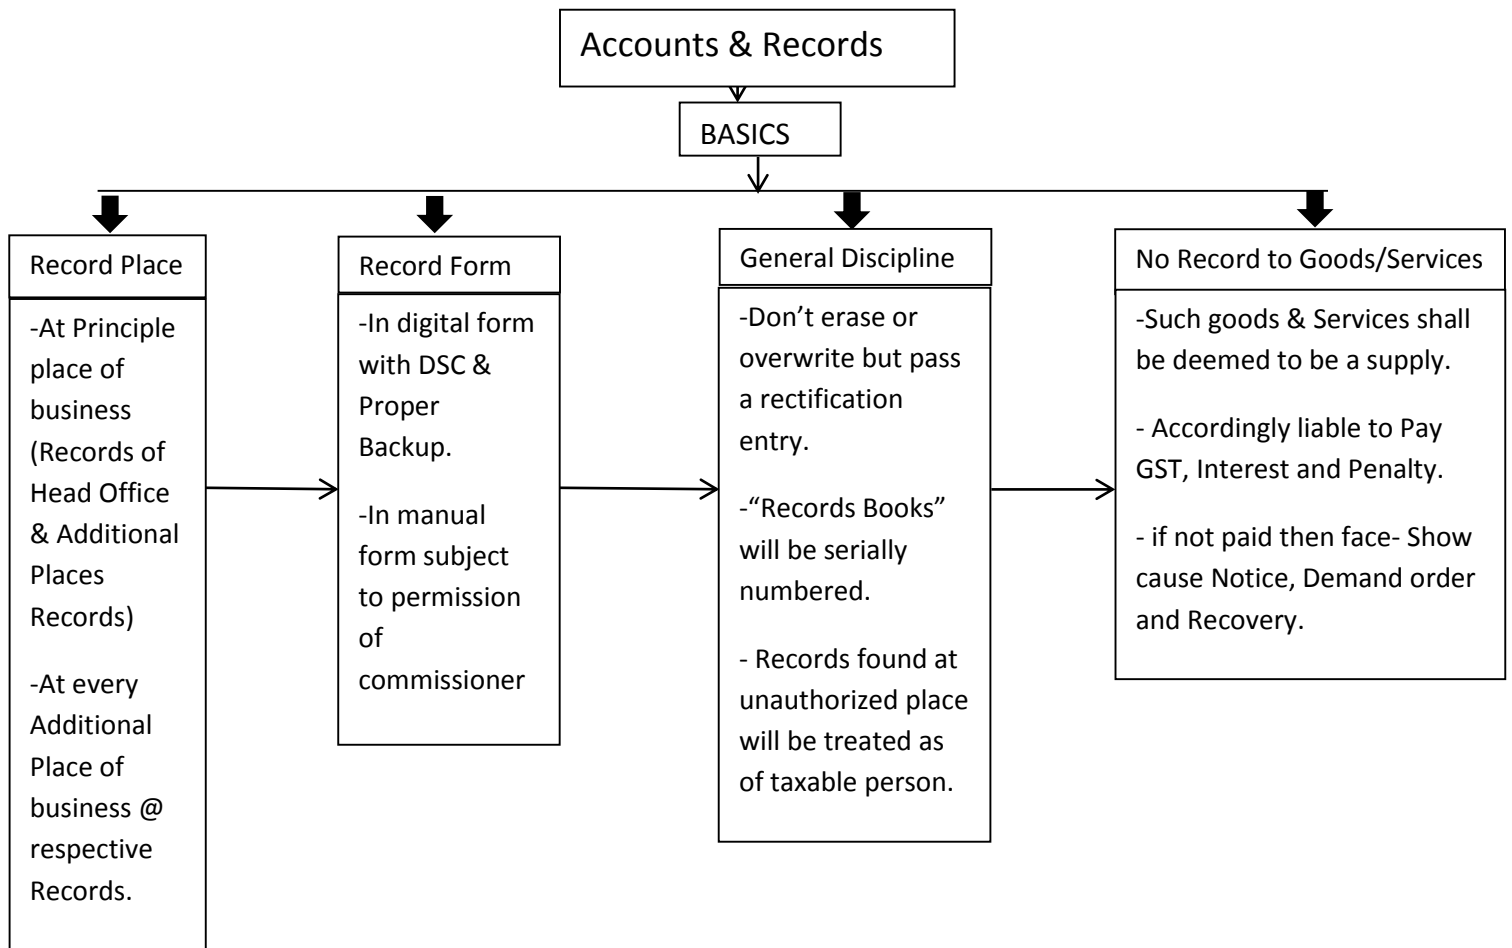 Accounts & Records
BASICS
Record Place
-At Principle
place of
business
(Records of
Head Office
& Additional
Places
Records)
-At every
Additional
Place of
business @
respective
Records.
Record Form
-In digital form
with DSC &
Proper
Backup.
-In manual
form subject
to permission
of
commissioner
General Discipline
-Don’t erase or
overwrite but pass
a rectification
entry.
-“Records Books”
will be serially
numbered.
- Records found at
unauthorized place
will be treated as
of taxable person.
No Record to Goods/Services
-Such goods & Services shall
be deemed to be a supply.
- Accordingly liable to Pay
GST, Interest and Penalty.
- if not paid then face- Show
cause Notice, Demand order
and Recovery.